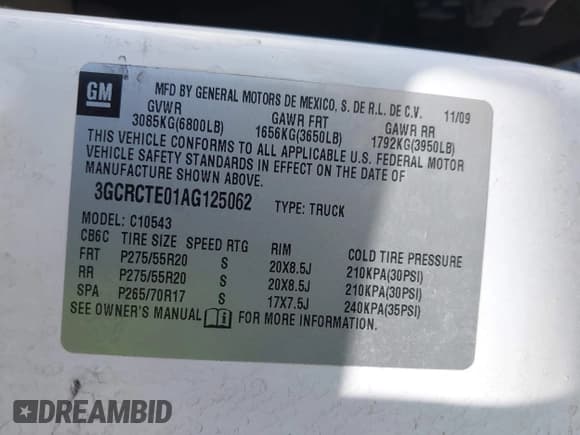 GM
MFD BY GENERAL MOTORS DE MEXICO, S. DE R.L. DE C.V. 11/09
GVWR GAWR FRT GAWR RR
3085KG(6800LB) 1656KG(3650LB) 1792KG(3950LB)
THIS VEHICLE CONFORMS TO ALL APPLICABLE U.S. FEDERAL MOTOR
VEHICLE SAFETY STANDARDS IN EFFECT ON THE DATE OF
MANUFACTURE SHOWN ABOVE.
3GCRCTE01AG125062 TYPE: TRUCK
MODEL: C10543
CB6C TIRE SIZE SPEED RTG RIM COLD TIRE PRESSURE
FRT P275/55R20 S 20X8.5J 210KPA(30PSI)
RR P275/55R20 S 20X8.5J 210KPA(30PSI)
SPA P265/70R17 S 17X7.5J 240KPA(35PSI)
SEE OWNER'S MANUAL FOR MORE INFORMATION.
DREAMBID